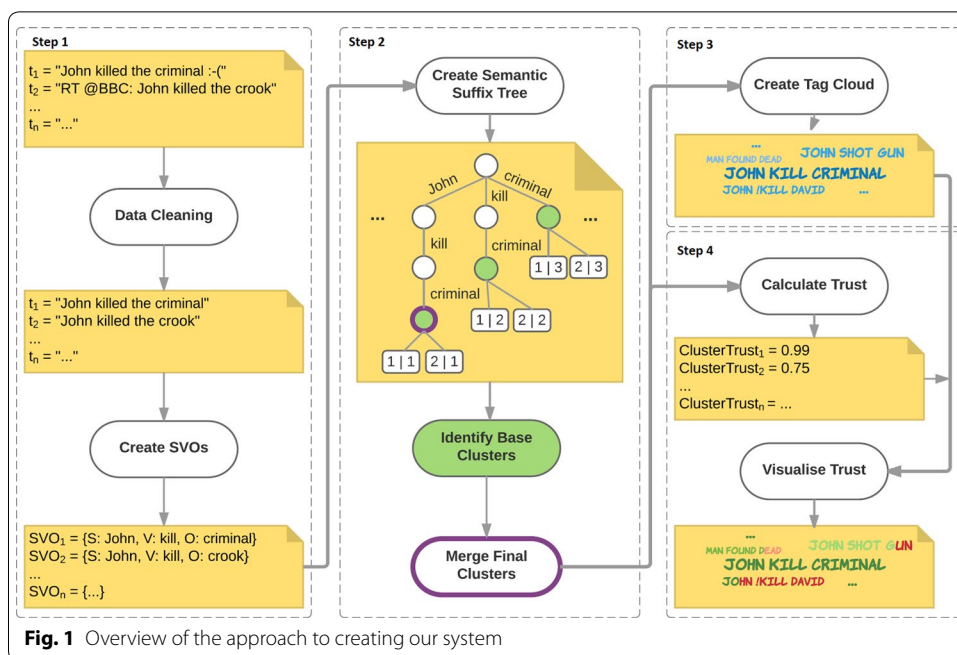 Step 1
t1 = "John killed the criminal :-("
t2 = "RT @BBC: John killed the crook"
...
tn = "..."
Data Cleaning
t1 = "John killed the criminal"
t2 = "John killed the crook"
...
tn = "..."
Create SVOs
SVO1 = {S: John, V: kill, O: criminal}
SVO2 = {S: John, V: kill, O: crook}
...
SVOn = {...}
Step 2
Create Semantic
Suffix Tree
John
criminal
kill
...
...
kill
criminal
1 | 3
2 | 3
criminal
1 | 2
2 | 2
1 | 1
2 | 1
Identify Base
Clusters
Merge Final
Clusters
Step 3
Create Tag Cloud
...
MAN FOUND DEAD
JOHN SHOT GUN
JOHN KILL CRIMINAL
JOHN !KILL DAVID
...
Step 4
Calculate Trust
ClusterTrust1 = 0.99
ClusterTrust2 = 0.75
...
ClusterTrustn = ...
Visualise Trust
...
MAN FOUND DEAD
JOHN SHOT GUN
JOHN KILL CRIMINAL
JOHN !KILL DAVID
...
Fig. 1 Overview of the approach to creating our system